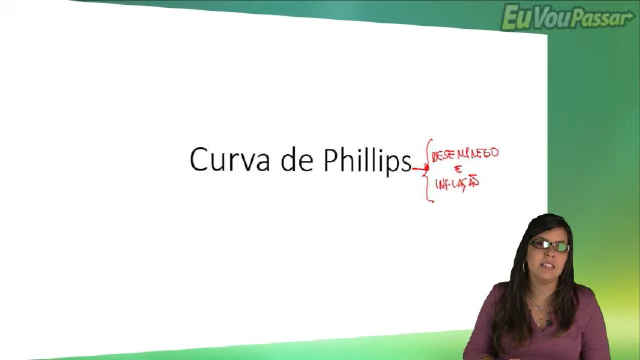 EuVouPassar
Curva de Phillips
DESEMPREGO
E
INFLAÇÃO